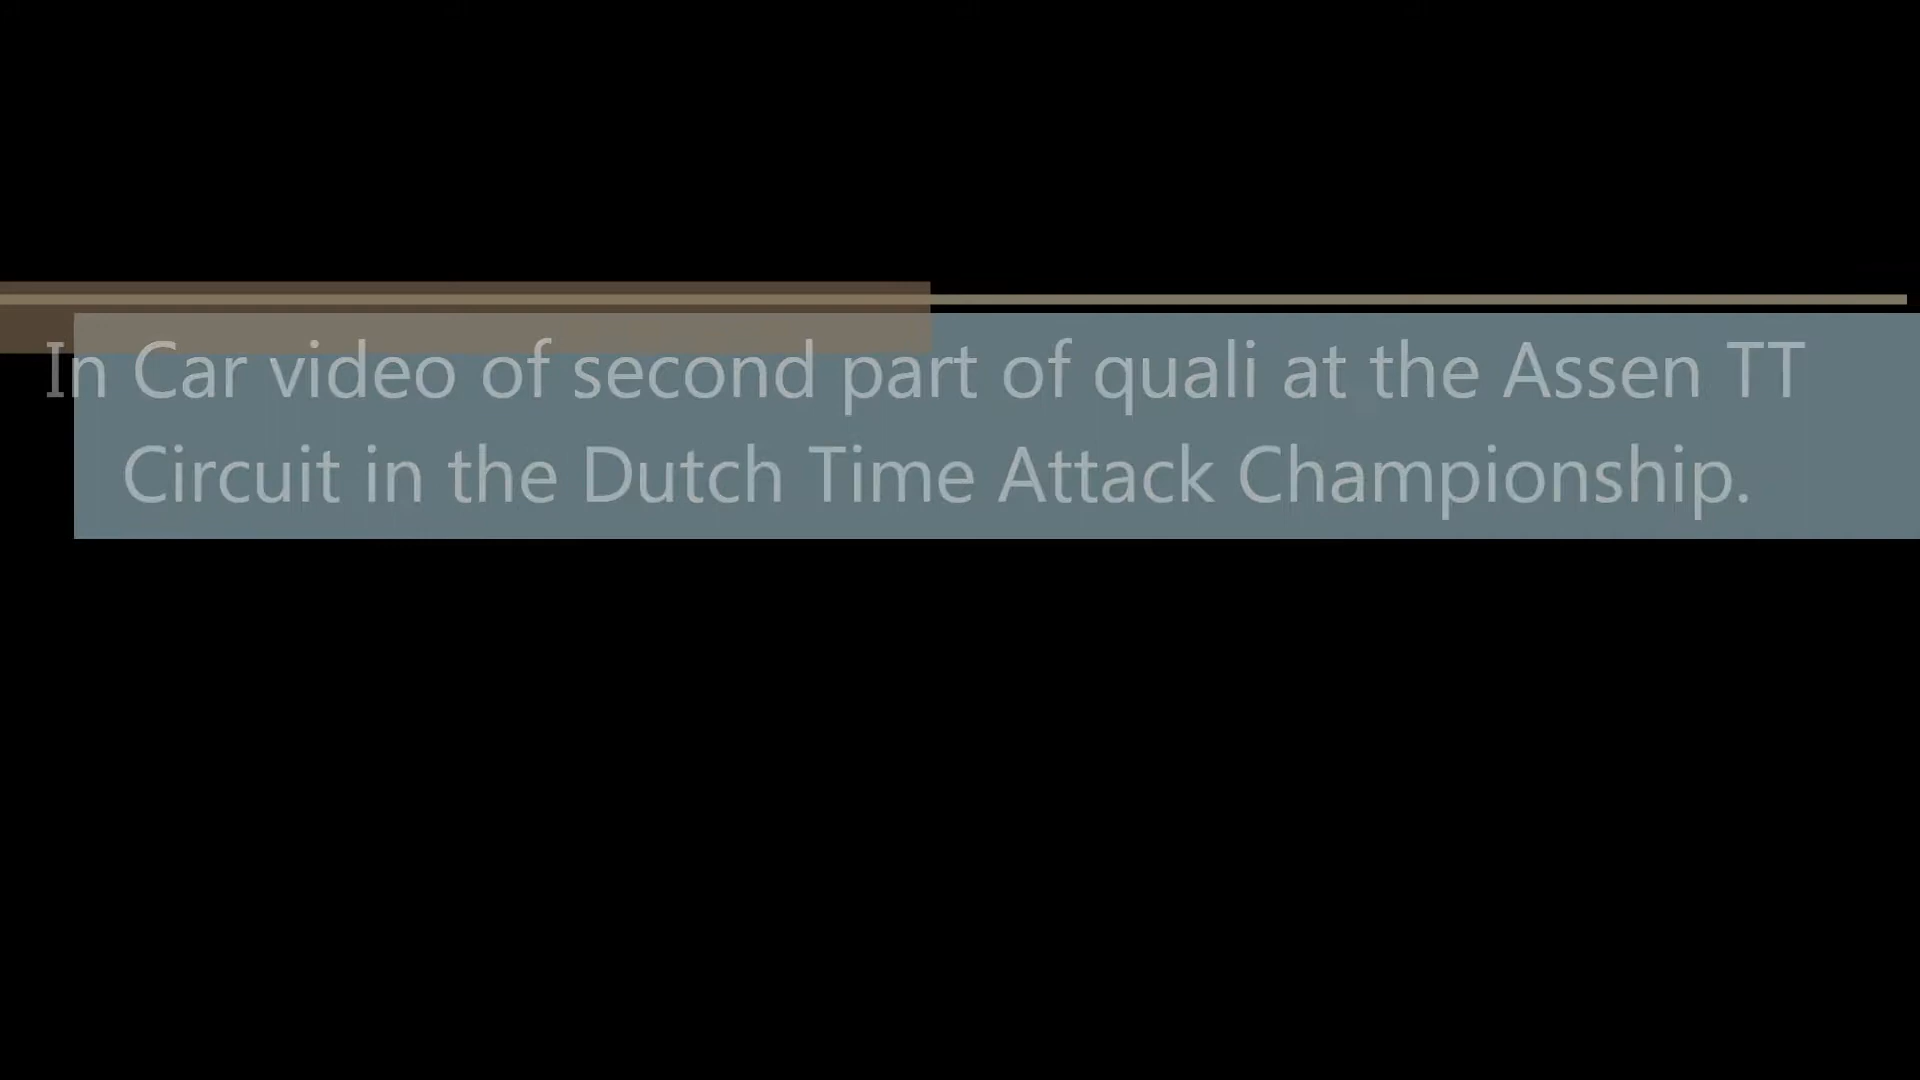 In Car video of second part of quali at the Assen TT
Circuit in the Dutch Time Attack Championship.